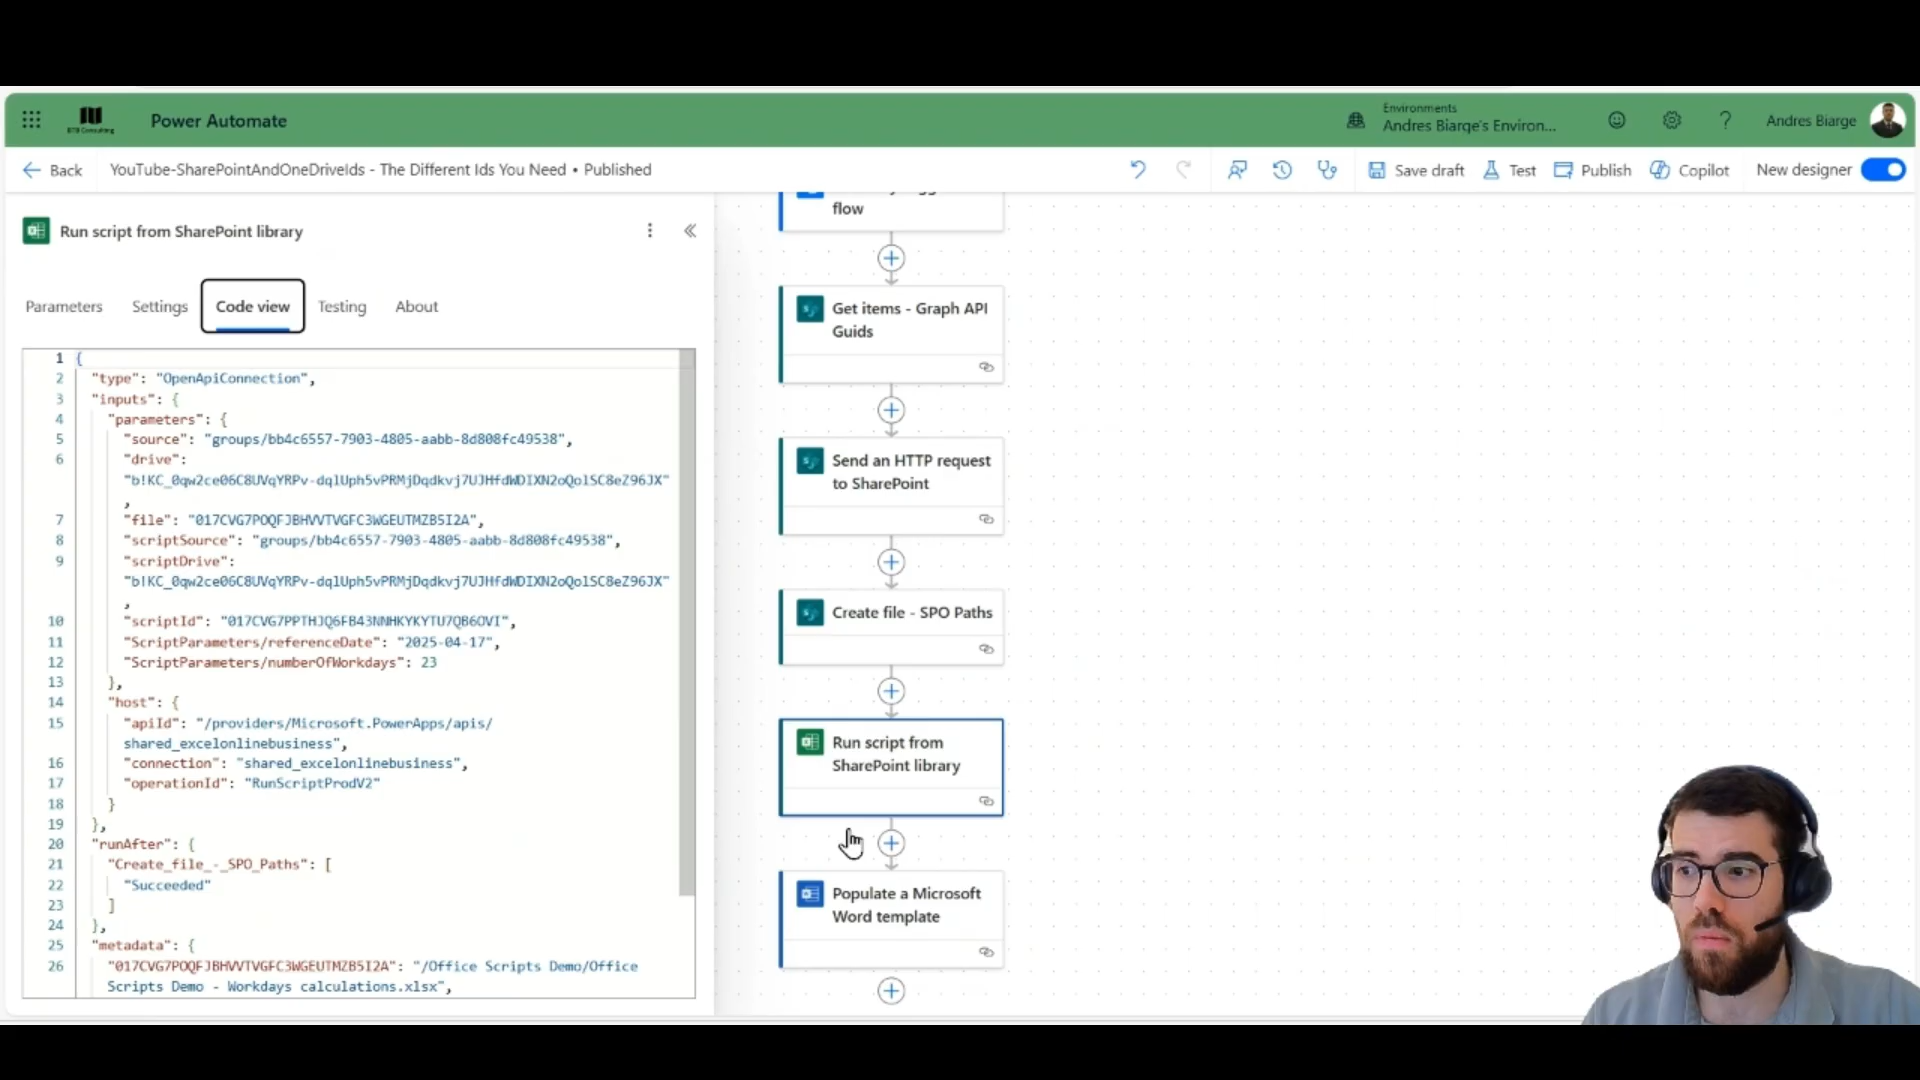 BTB Consulting
Power Automate
Environments
Andres Biarge's Environ...
Andres Biarge
Back
YouTube-SharePointAndOneDriveIds - The Different Ids You Need • Published
Save draft
Test
Publish
Copilot
New designer
Run script from SharePoint library
Parameters
Settings
Code view
Testing
About
1 {
2 "type": "OpenApiConnection",
3 "inputs": {
4 "parameters": {
5 "source": "groups/bb4c6557-7903-4805-aabb-8d808fc49538",
6 "drive":
"b!KC_0qw2ce06C8UVqYRPv-dqlUph5vPRMjDqdkvj7UJHfdWDIXN2oQolSC8eZ96JX"
,
7 "file": "017CVG7POQFJBHVVTVGFC3WGEUTMZB5I2A",
8 "scriptSource": "groups/bb4c6557-7903-4805-aabb-8d808fc49538",
9 "scriptDrive":
"b!KC_0qw2ce06C8UVqYRPv-dqlUph5vPRMjDqdkvj7UJHfdWDIXN2oQolSC8eZ96JX"
,
10 "scriptId": "017CVG7PPTHJQ6FB43NNHKYKYTU7QB6OVI",
11 "ScriptParameters/referenceDate": "2025-04-17",
12 "ScriptParameters/numberOfWorkdays": 23
13 },
14 "host": {
15 "apiId": "/providers/Microsoft.PowerApps/apis/
shared_excelonlinebusiness",
16 "connection": "shared_excelonlinebusiness",
17 "operationId": "RunScriptProdV2"
18 }
19 },
20 "runAfter": {
21 "Create_file_-_SPO_Paths": [
22 "Succeeded"
23 ]
24 },
25 "metadata": {
26 "017CVG7POQFJBHVVTVGFC3WGEUTMZB5I2A": "/Office Scripts Demo/Office
Scripts Demo - Workdays calculations.xlsx",
flow
Get items - Graph API
Guids
Send an HTTP request
to SharePoint
Create file - SPO Paths
Run script from
SharePoint library
Populate a Microsoft
Word template